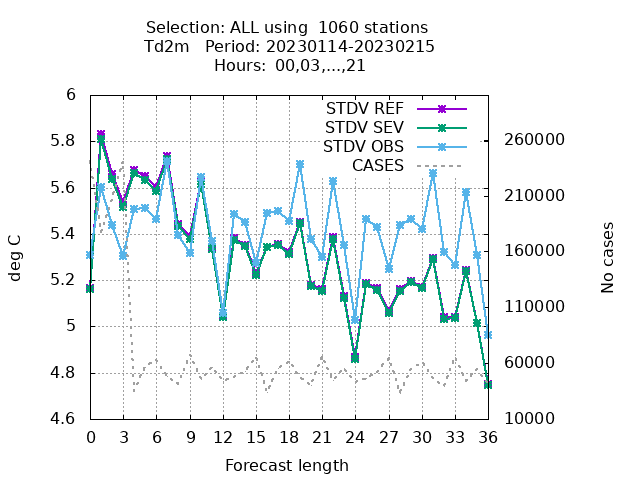 Selection: ALL using  1060 stations
Td2m   Period: 20230114-20230215
Hours: 00,03,...,21
STDV REF
STDV SEV
STDV OBS
CASES
6
5.8
5.6
5.4
5.2
5
4.8
4.6
deg C
260000
210000
160000
110000
60000
10000
No cases
0 3 6 9 12 15 18 21 24 27 30 33 36
Forecast length